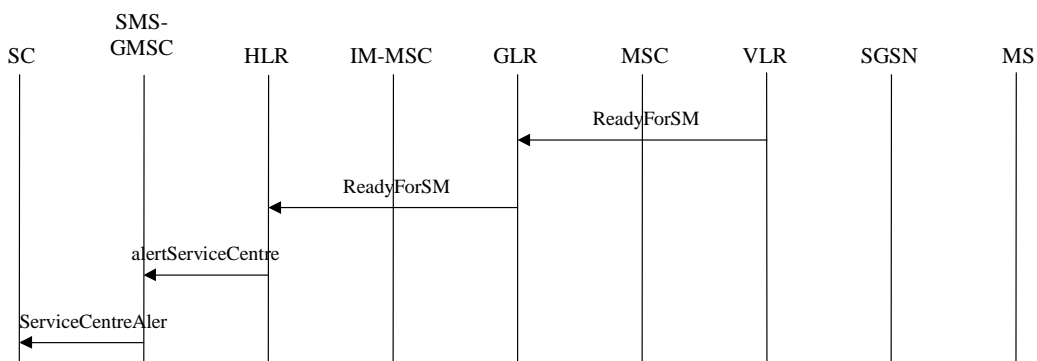 SC
SMS-
GMSC
HLR
IM-MSC
GLR
MSC
VLR
SGSN
MS
ReadyForSM
ReadyForSM
alertServiceCentre
ServiceCentreAler